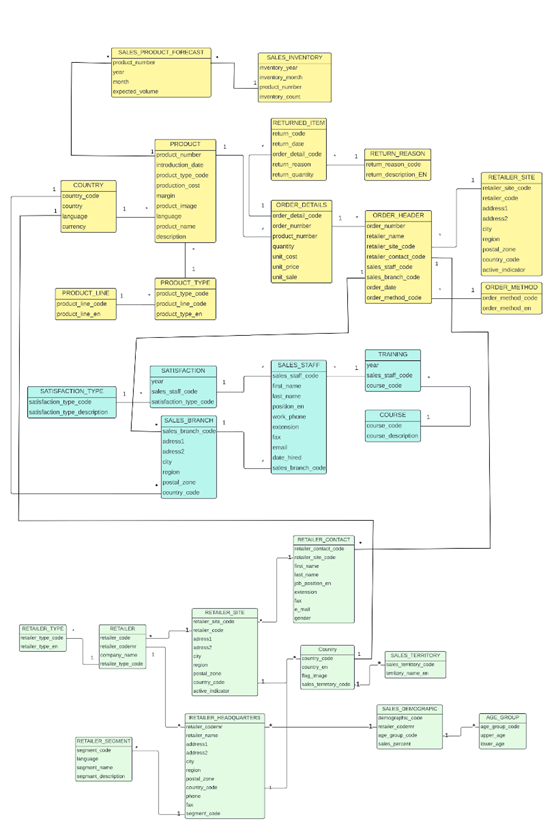 SALES_PRODUCT_FORECAST
product_number
year
month
expected_volume
SALES_INVENTORY
inventory_year
inventory_month
product_number
inventory_count
PRODUCT
product_number
introduction_date
product_type_code
production_cost
margin
product_image
language
product_name
description
RETURNED_ITEM
return_code
return_date
order_detail_code
return_reason
return_quantity
RETURN_REASON
return_reason_code
return_description_EN
RETAILER_SITE
retailer_site_code
retailer_code
address1
address2
city
region
postal_zone
country_code
active_indicator
COUNTRY
country_code
country
language
currency
ORDER_DETAILS
order_detail_code
order_number
product_number
quantity
unit_cost
unit_price
unit_sale
ORDER_HEADER
order_number
retailer_name
retailer_site_code
retailer_contact_code
sales_staff_code
sales_branch_code
order_date
order_method_code
PRODUCT_LINE
product_line_code
product_line_en
PRODUCT_TYPE
product_type_code
product_line_code
product_type_en
ORDER_METHOD
order_method_code
order_method_en
SATISFACTION_TYPE
satisfaction_type_code
satisfaction_type_description
SATISFACTION
year
sales_staff_code
satisfaction_type_code
SALES_STAFF
sales_staff_code
first_name
last_name
position_en
work_phone
extension
fax
email
date_hired
sales_branch_code
TRAINING
year
sales_staff_code
course_code
COURSE
course_code
course_description
SALES_BRANCH
sales_branch_code
adress1
adress2
city
region
postal_zone
country_code
RETAILER_CONTACT
retailer_contact_code
retailer_site_code
first_name
last_name
job_position_en
extension
fax
e_mail
gender
RETAILER_TYPE
retailer_type_code
retailer_type_en
RETAILER
retailer_code
retailer_codemr
company_name
retailer_type_code
RETAILER_SITE
retailer_site_code
retailer_code
adress1
adress2
city
region
postal_zone
country_code
active_indicator
Country
country_code
country_en
flag_image
sales_territory_code
SALES_TERRITORY
sales_territory_code
territory_name_en
RETAILER_HEADQUARTERS
retailer_codemr
retailer_name
address1
address2
city
region
postal_zone
country_code
phone
fax
segment_code
SALES_DEMOGRAPIC
demographic_code
retailer_codemr
age_group_code
sales_percent
AGE_GROUP
age_group_code
upper_age
lower_age
RETAILER_SEGMENT
segment_code
language
segment_name
segment_description